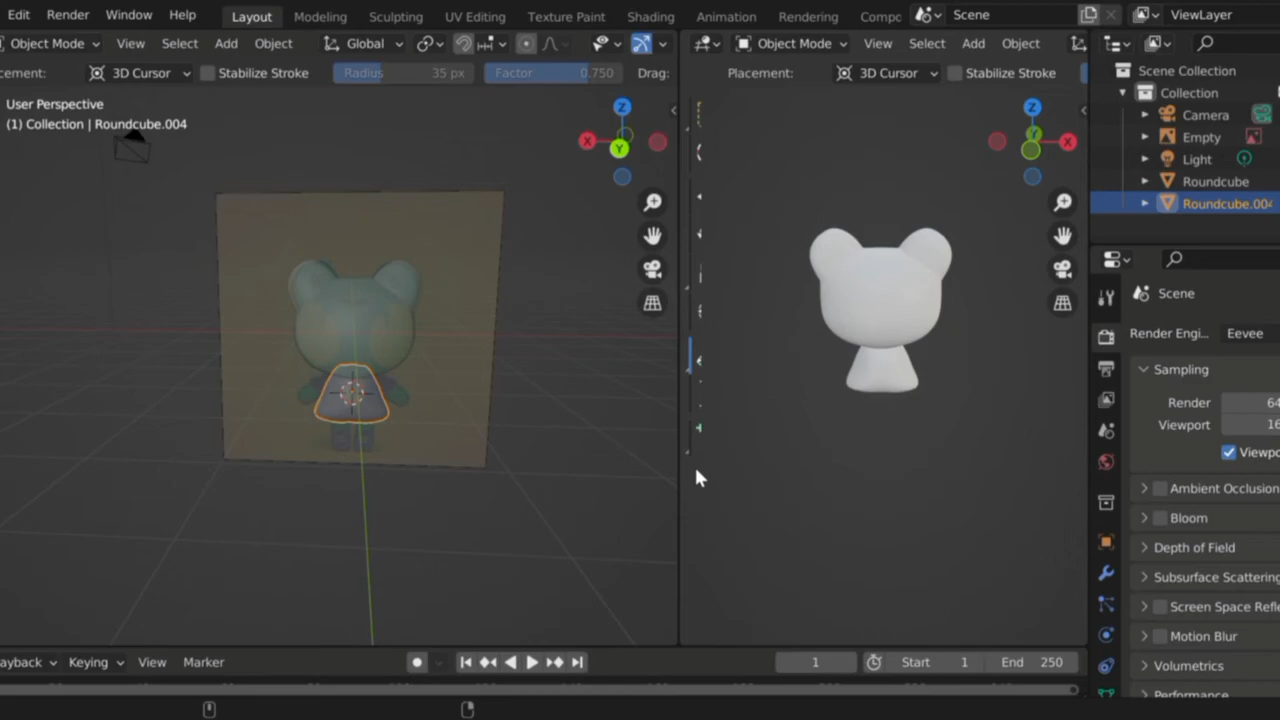 Edit Render Window Help Layout Modeling Sculpting UV Editing Texture Paint Shading Animation Rendering Compc Scene ViewLayer
Object Mode View Select Add Object Global Object Mode View Select Add Object
cement: 3D Cursor Stabilize Stroke Radius 35 px Factor 0.750 Drag: Placement: 3D Cursor Stabilize Stroke
User Perspective
(1) Collection | Roundcube.004
Z
X
Y
Z
Y
X
Scene Collection
Collection
Camera
Empty
Light
Roundcube
Roundcube.004
Scene
Render Engi... Eevee
Sampling
Render 64
Viewport 16
Viewpo
Ambient Occlusion
Bloom
Depth of Field
Subsurface Scattering
Screen Space Refle
Motion Blur
Volumetrics
Performance
ayback Keying View Marker 1 Start 1 End 250